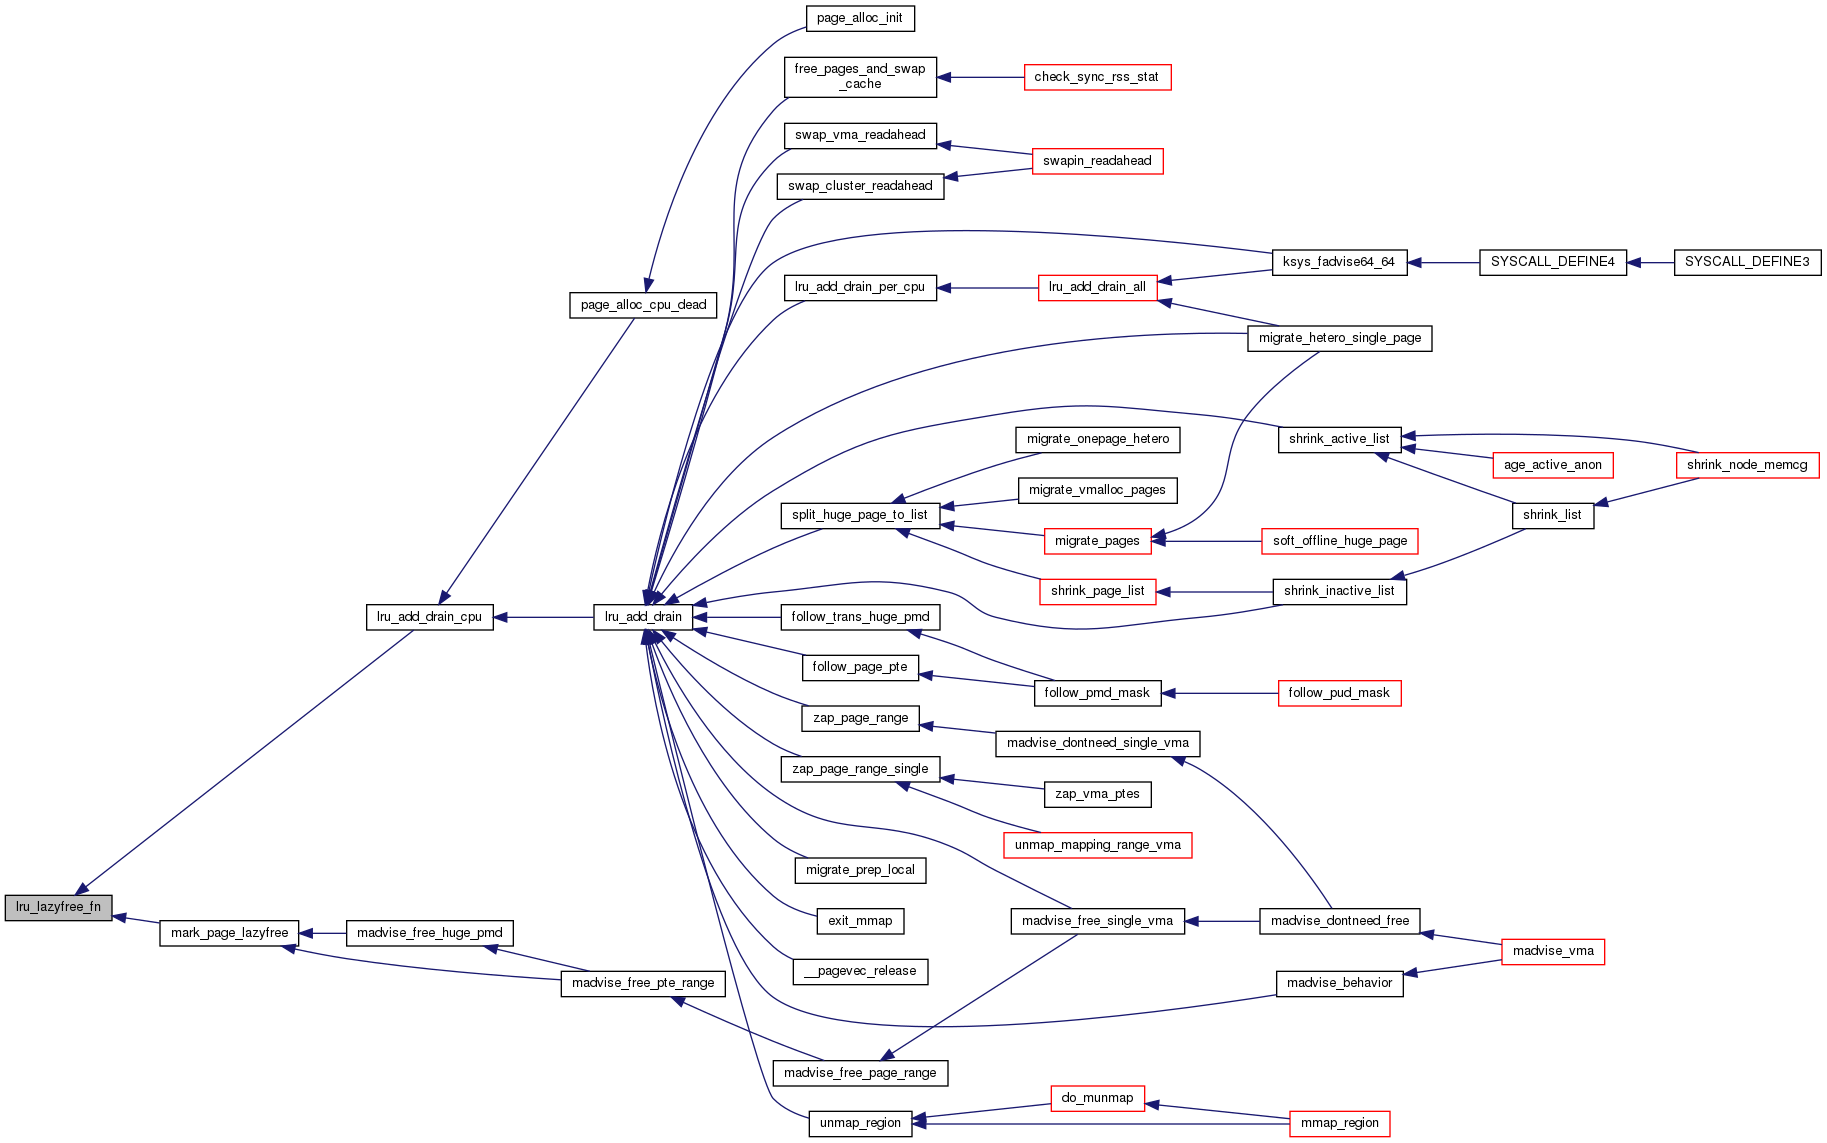 page_alloc_init
free_pages_and_swap
_cache
check_sync_rss_stat
swap_vma_readahead
swapin_readahead
swap_cluster_readahead
ksys_fadvise64_64
SYSCALL_DEFINE4
SYSCALL_DEFINE3
lru_add_drain_per_cpu
lru_add_drain_all
page_alloc_cpu_dead
migrate_hetero_single_page
migrate_onepage_hetero
shrink_active_list
age_active_anon
shrink_node_memcg
migrate_vmalloc_pages
split_huge_page_to_list
shrink_list
migrate_pages
soft_offline_huge_page
shrink_page_list
shrink_inactive_list
lru_add_drain_cpu
lru_add_drain
follow_trans_huge_pmd
follow_page_pte
follow_pmd_mask
follow_pud_mask
zap_page_range
madvise_dontneed_single_vma
zap_page_range_single
zap_vma_ptes
unmap_mapping_range_vma
migrate_prep_local
lru_lazyfree_fn
exit_mmap
madvise_free_single_vma
madvise_dontneed_free
mark_page_lazyfree
madvise_free_huge_pmd
madvise_vma
__pagevec_release
madvise_free_pte_range
madvise_behavior
madvise_free_page_range
do_munmap
unmap_region
mmap_region